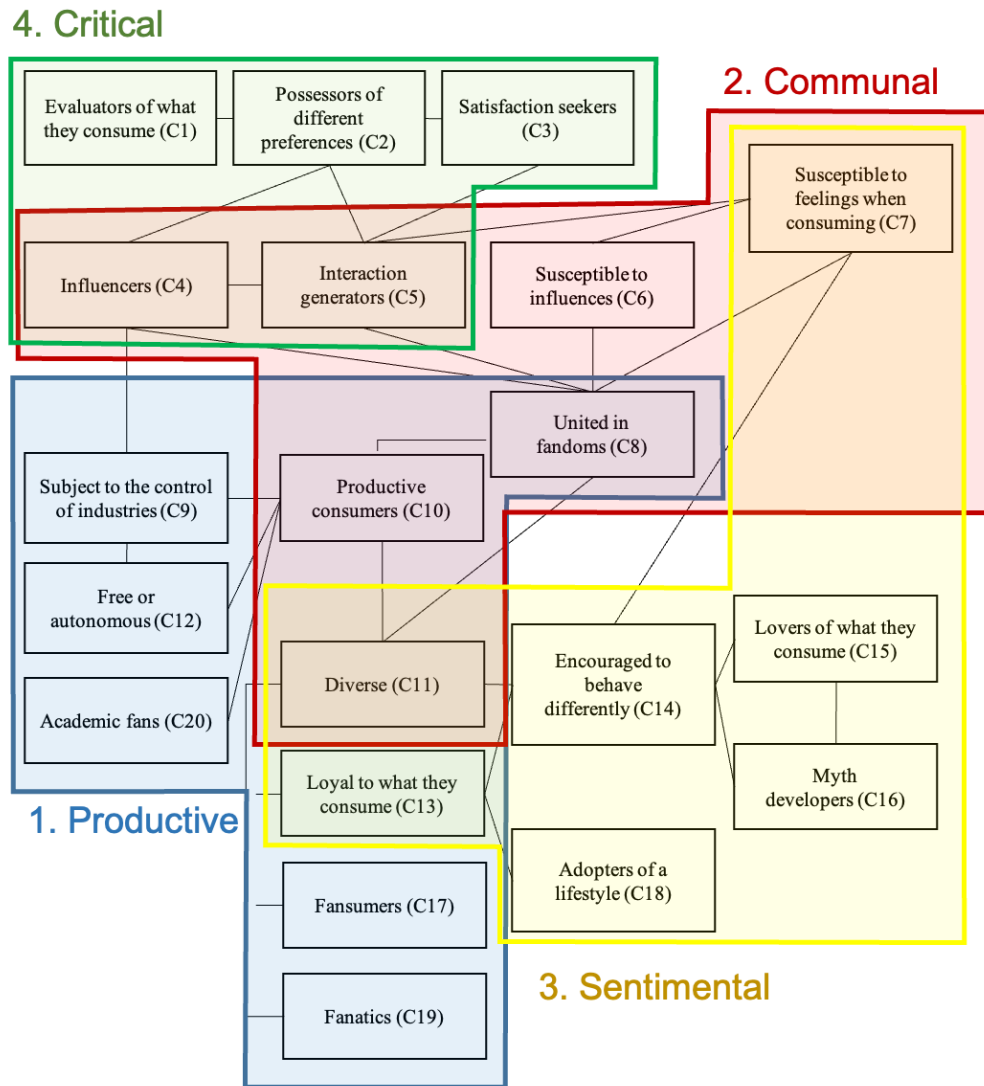 4. Critical
2. Communal
Evaluators of what
they consume (C1)
Possessors of
different
preferences (C2)
Satisfaction seekers
(C3)
Susceptible to
feelings when
consuming (C7)
Influencers (C4)
Interaction
generators (C5)
Susceptible to
influences (C6)
United in
fandoms (C8)
Subject to the control
of industries (C9)
Productive
consumers (C10)
Free or
autonomous (C12)
Academic fans (C20)
Diverse (C11)
Encouraged to
behave
differently (C14)
Lovers of what they
consume (C15)
Loyal to what they
consume (C13)
Myth
developers (C16)
1. Productive
Adopters of a
lifestyle (C18)
Fansumers (C17)
3. Sentimental
Fanatics (C19)